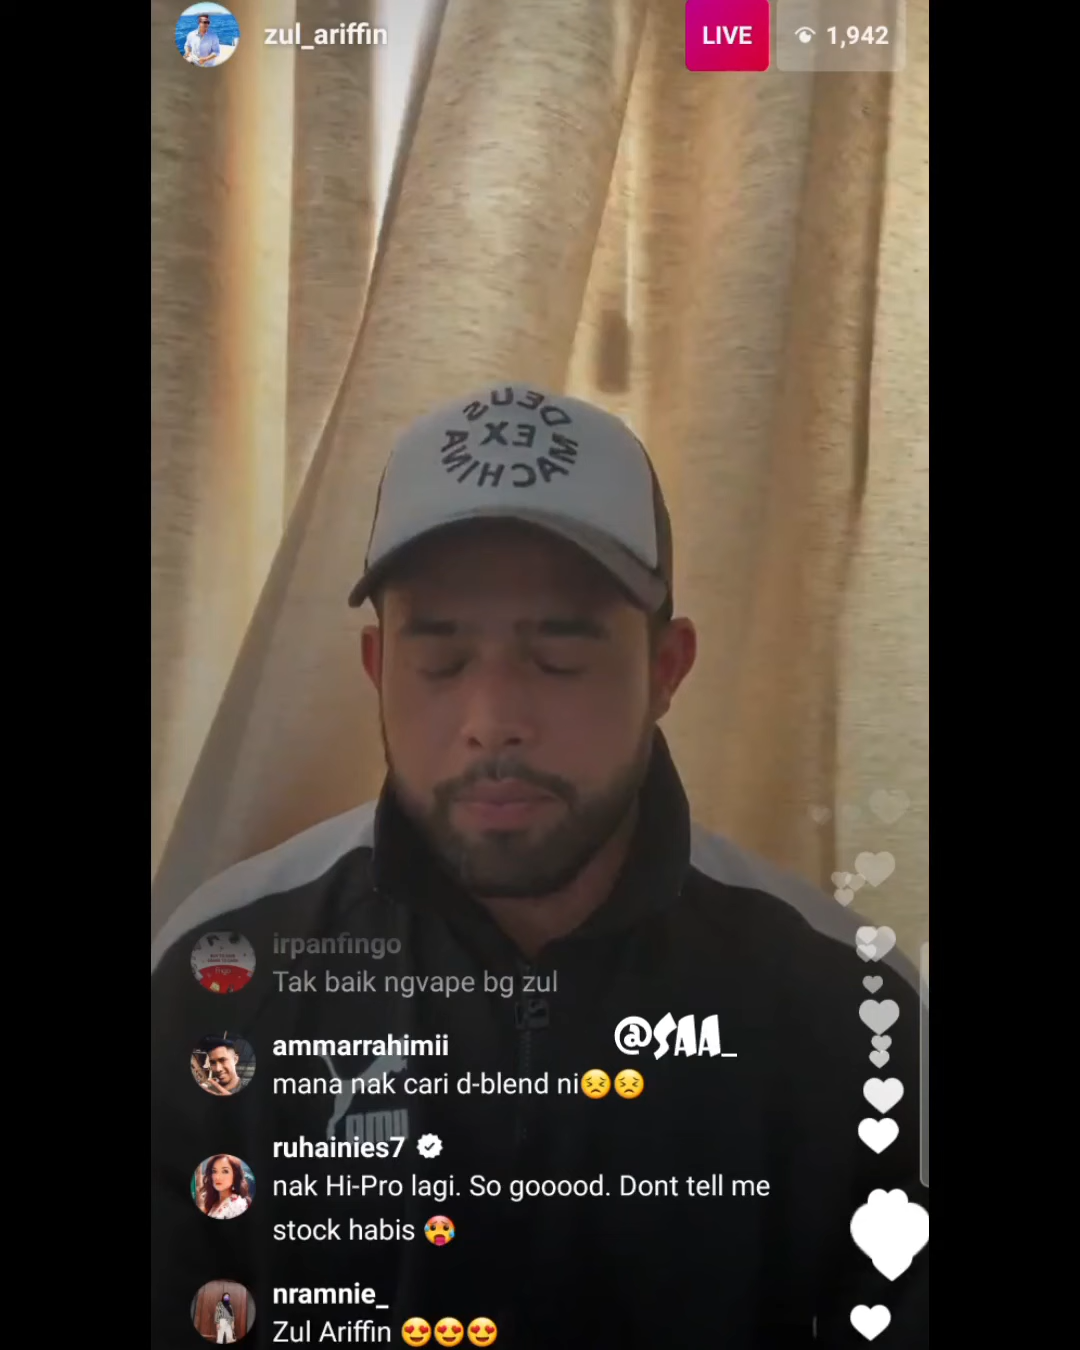 zul_ariffin
LIVE
1,942
DEUS
EX
MACHINA
irpanfingo
Tak baik ngvape bg zul
@SAA_
ammarrahimii
mana nak cari d-blend ni😣😣
PUMA
ruhainies7
nak Hi-Pro lagi. So gooood. Dont tell me
stock habis 🥵
nramnie_
Zul Ariffin 😍😍😍